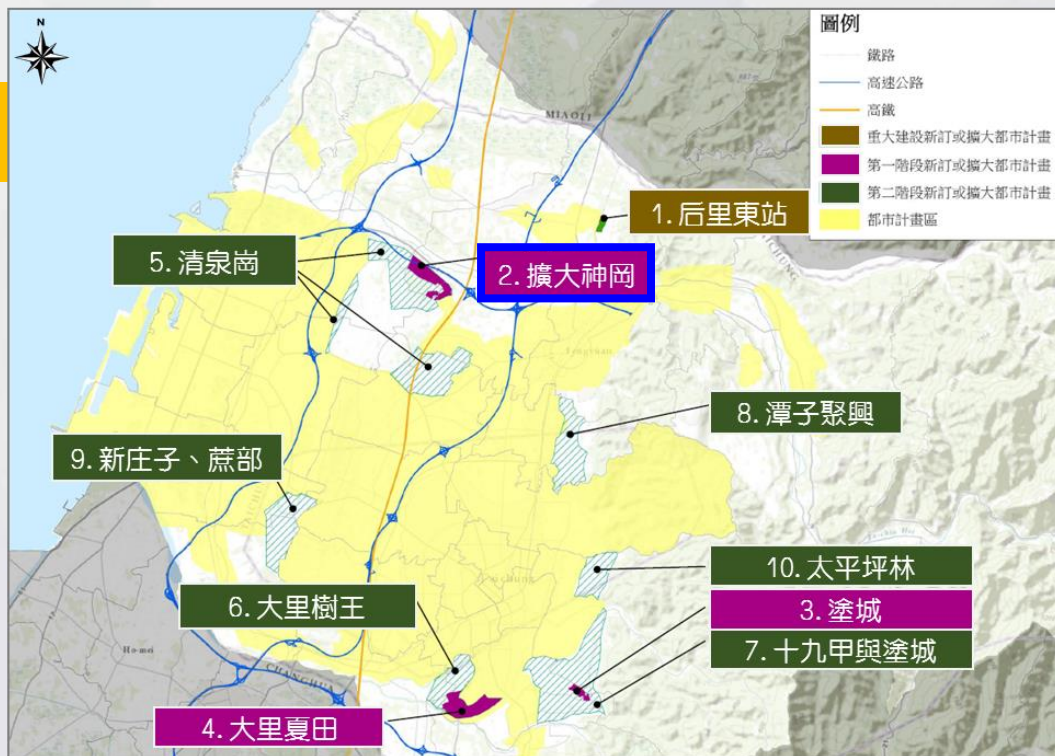 N
圖例
鐵路
高速公路
高鐵
重大建設新訂或擴大都市計畫
第一階段新訂或擴大都市計畫
第二階段新訂或擴大都市計畫
都市計畫區
MIAOLI
1. 后里東站
5. 清泉崗
2. 擴大神岡
8. 潭子聚興
9. 新庄子、蔗部
10. 太平坪林
3. 塗城
6. 大里樹王
7. 十九甲與塗城
Ho-mei
CHANGHUA
4. 大里夏田